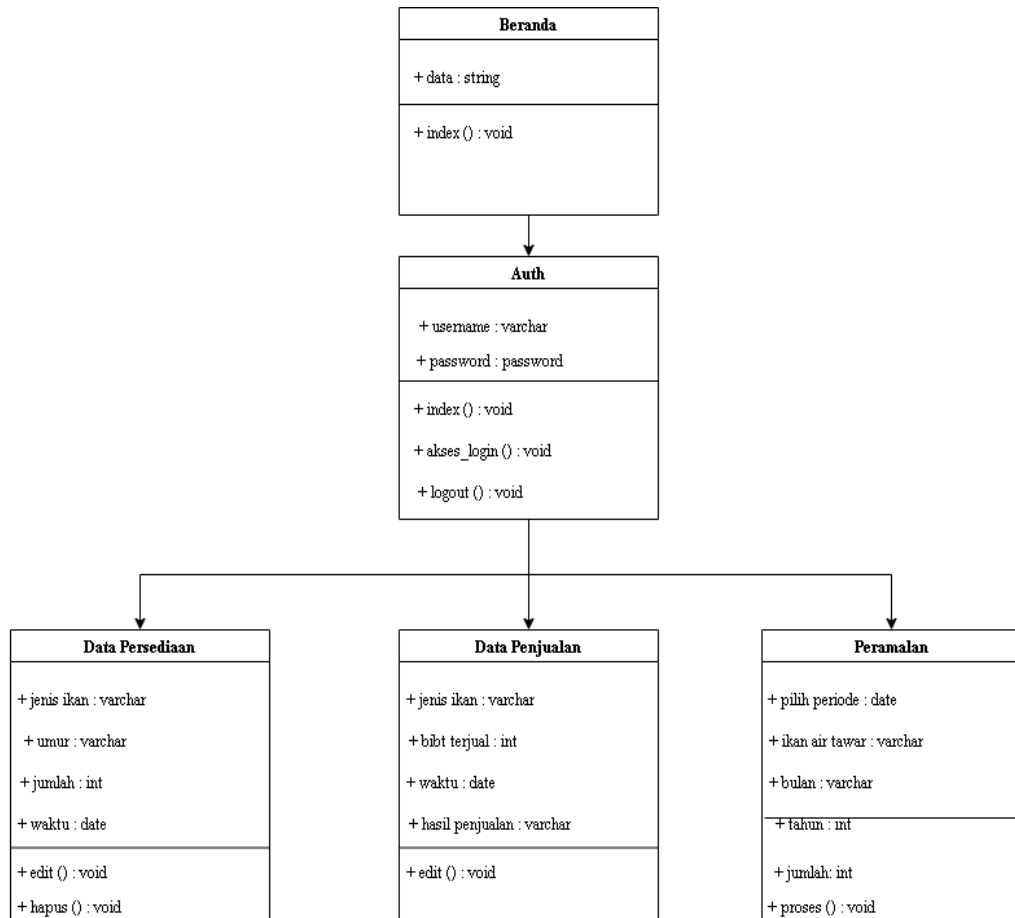 Beranda
+ data : string
+ index () : void
Auth
+ username : varchar
+ password : password
+ index () : void
+ akses_login () : void
+ logout () : void
Data Persediaan
+ jenis ikan : varchar
+ umur : varchar
+ jumlah : int
+ waktu : date
+ edit () : void
+ hapus () : void
Data Penjualan
+ jenis ikan : varchar
+ bibt terjual : int
+ waktu : date
+ hasil penjualan : varchar
+ edit () : void
Peramalan
+ pilih periode : date
+ ikan air tawar : varchar
+ bulan : varchar
+ tahun : int
+ jumlah: int
+ proses () : void